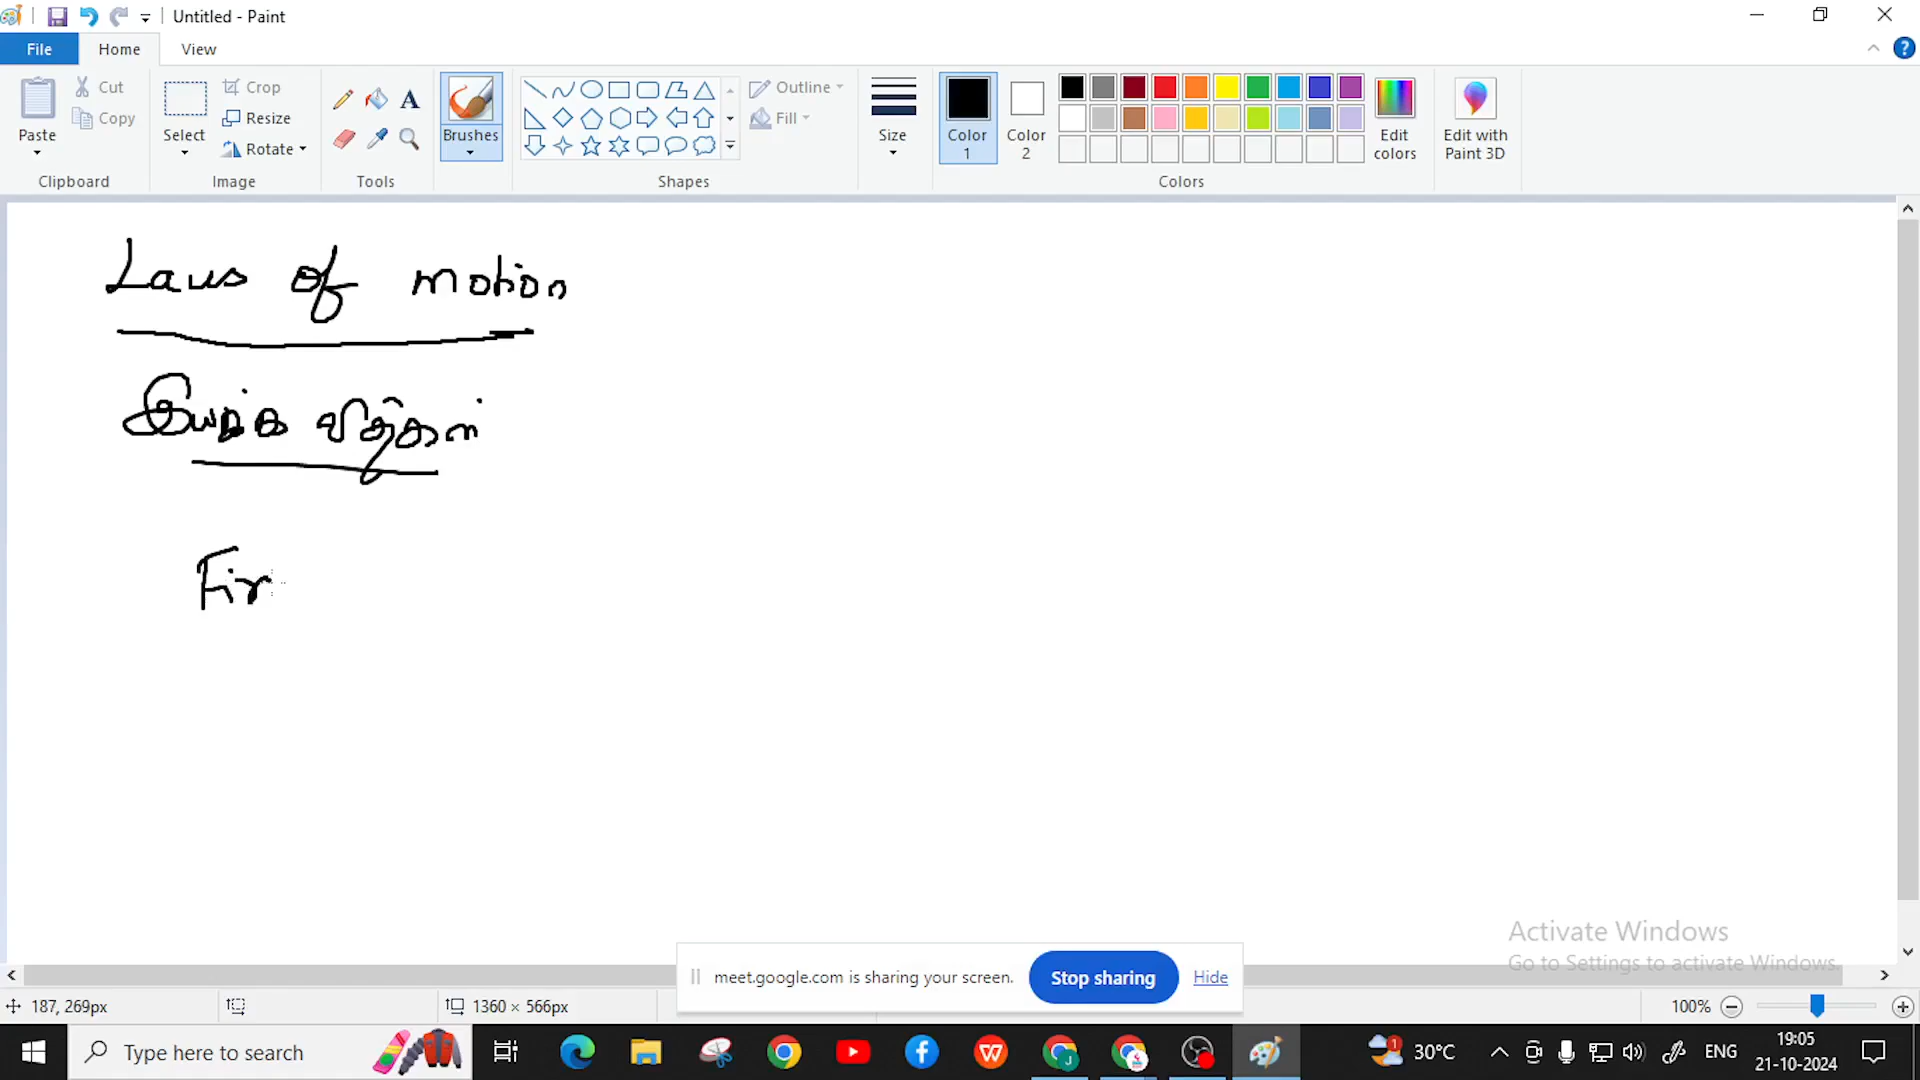 Untitled - Paint
File Home View
Paste Cut Copy Clipboard
Select Crop Resize Rotate Image
Tools
Brushes
Shapes
Outline Fill
Size
Color 1 Color 2 Edit colors Colors
Edit with Paint 3D
Laws of motion
இயக்க விதிகள்
Fir
Activate Windows
Go to Settings to activate Windows.
meet.google.com is sharing your screen. Stop sharing Hide
187, 269px 1360 × 566px 100%
Type here to search 30°C ENG 19:05
21-10-2024